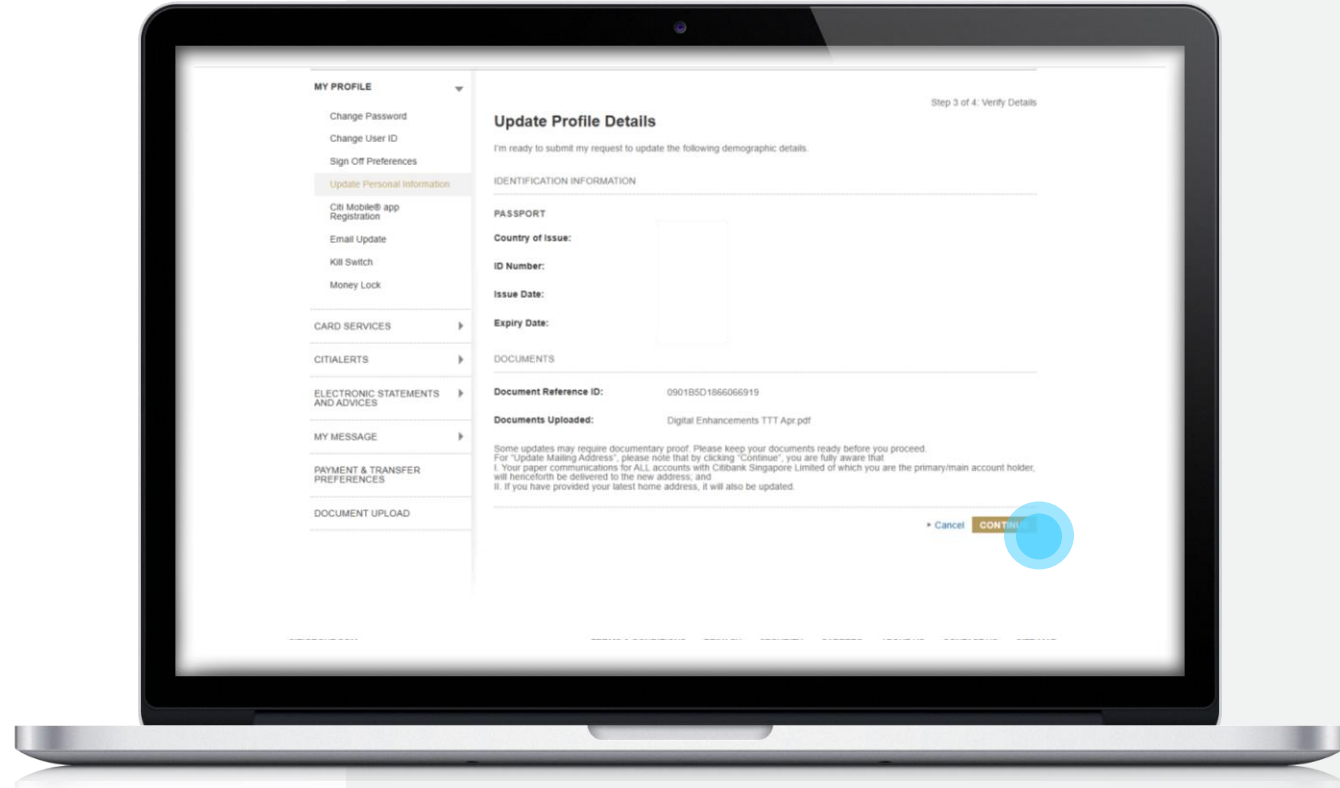 MY PROFILE
Change Password
Change User ID
Sign Off Preferences
Update Personal Information
Citi Mobile® app
Registration
Email Update
Kill Switch
Money Lock
CARD SERVICES
CITIALERTS
ELECTRONIC STATEMENTS
AND ADVICES
MY MESSAGE
PAYMENT & TRANSFER
PREFERENCES
DOCUMENT UPLOAD
Step 3 of 4: Verify Details
Update Profile Details
I'm ready to submit my request to update the following demographic details.
IDENTIFICATION INFORMATION
PASSPORT
Country of Issue:
ID Number:
Issue Date:
Expiry Date:
DOCUMENTS
Document Reference ID: 0901B5D1866066919
Documents Uploaded: Digital Enhancements TTT Apr.pdf
Some updates may require documentary proof. Please keep your documents ready before you proceed.
For "Update Mailing Address", please note that by clicking "Continue", you are fully aware that
I. Your paper communications for ALL accounts with Citibank Singapore Limited of which you are the primary/main account holder,
will henceforth be delivered to the new address; and
II. If you have provided your latest home address, it will also be updated.
Cancel CONTINUE